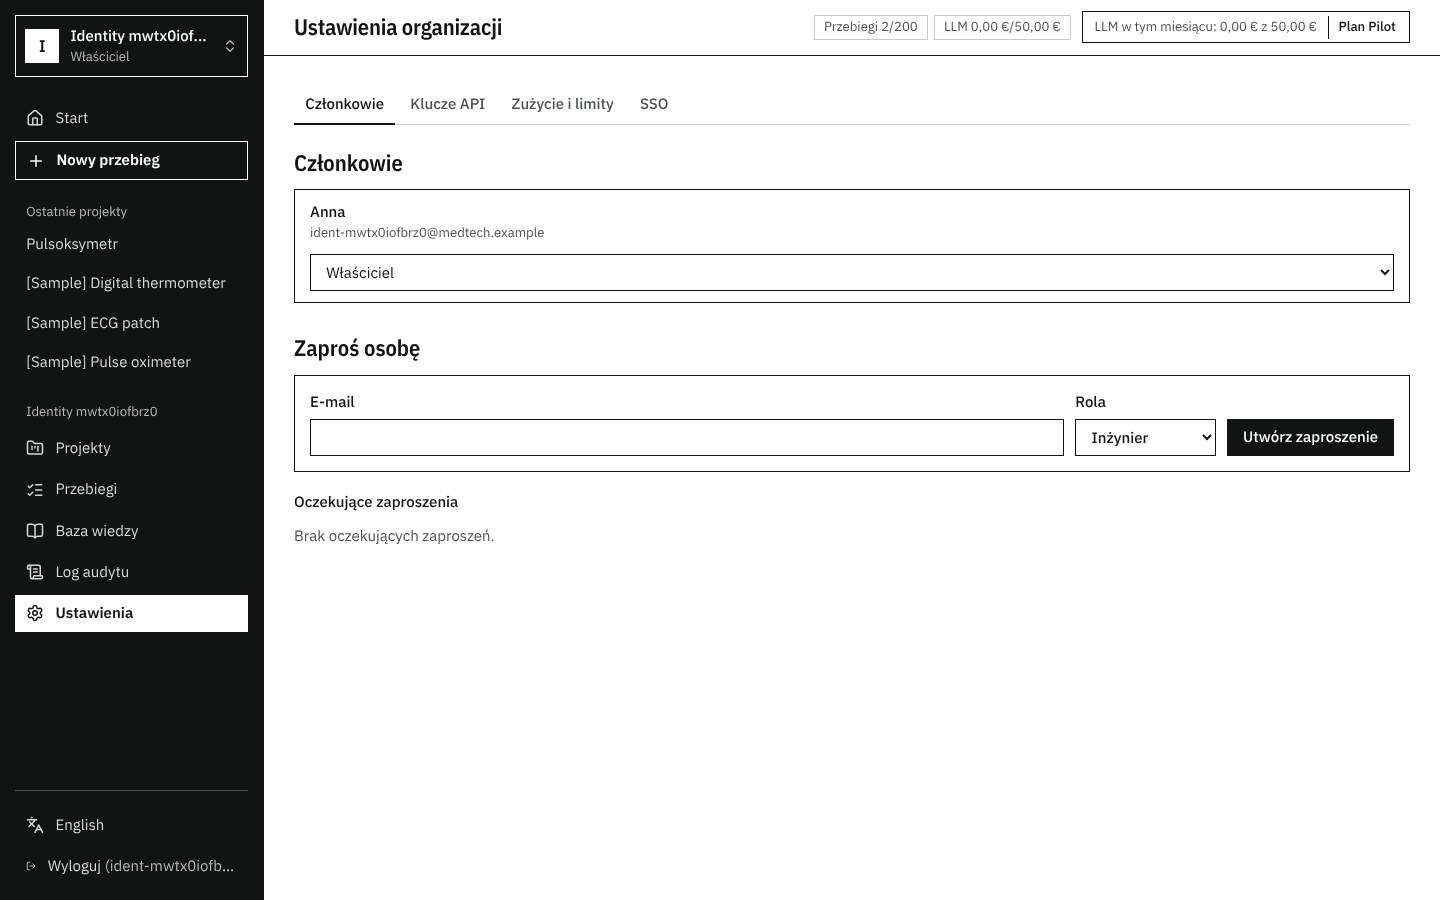 I
Identity mwtx0iof...
Właściciel
Start
Nowy przebieg
Ostatnie projekty
Pulsoksymetr
[Sample] Digital thermometer
[Sample] ECG patch
[Sample] Pulse oximeter
Identity mwtx0iofbrz0
Projekty
Przebiegi
Baza wiedzy
Log audytu
Ustawienia
English
Wyloguj (ident-mwtx0iofb...
Ustawienia organizacji
Przebiegi 2/200
LLM 0,00 €/50,00 €
LLM w tym miesiącu: 0,00 € z 50,00 €
Plan Pilot
Członkowie
Klucze API
Zużycie i limity
SSO
Członkowie
Anna
ident-mwtx0iofbrz0@medtech.example
Właściciel
Zaproś osobę
E-mail
Rola
Inżynier
Utwórz zaproszenie
Oczekujące zaproszenia
Brak oczekujących zaproszeń.